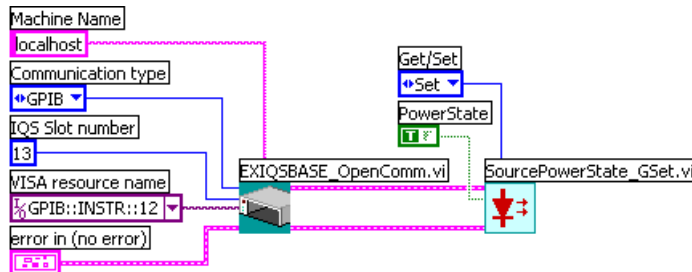 Machine Name
localhost
Communication type
GPIB
IQS Slot number
13
VISA resource name
GPIB::INSTR::12
error in (no error)
EXIQSBASE_OpenComm.vi
Get/Set
Set
PowerState
T F
SourcePowerState_GSet.vi